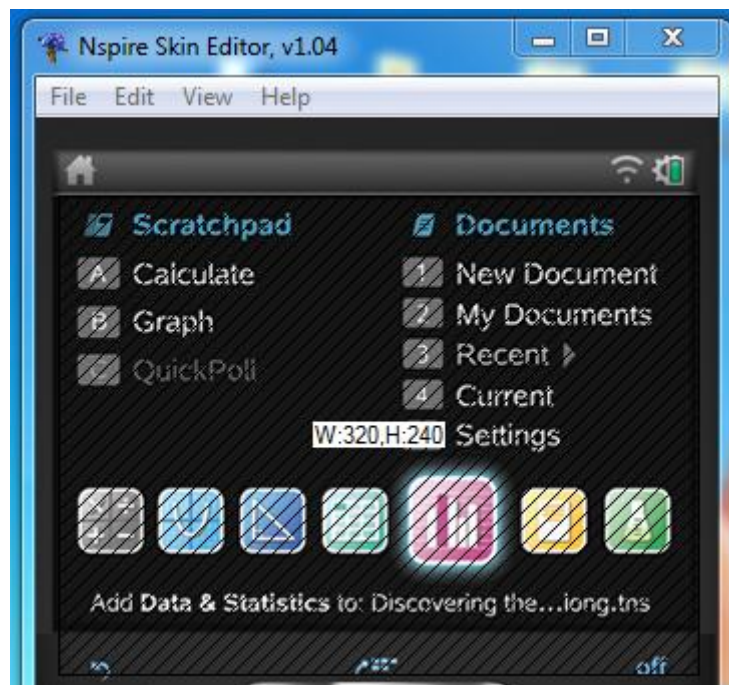 Nspire Skin Editor, v1.04
File Edit View Help
Scratchpad
A Calculate
B Graph
QuickPoll
Documents
1 New Document
2 My Documents
3 Recent
4 Current
W:320,H:240 Settings
Add Data & Statistics to: Discovering the...iong.tns
off